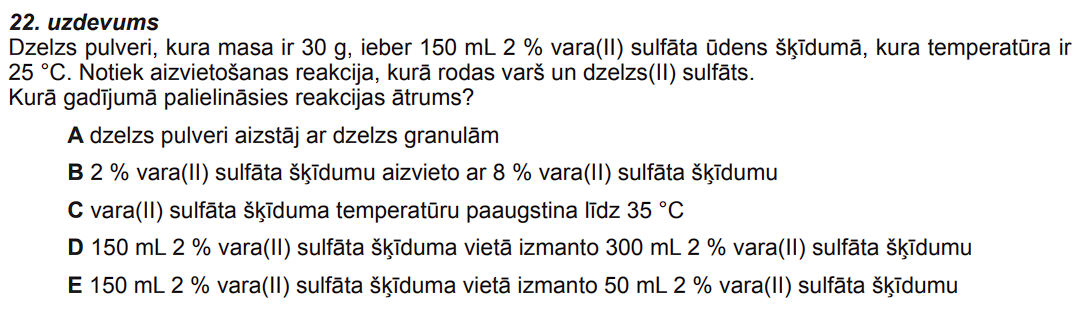 22. uzdevums
Dzelzs pulveri, kura masa ir 30 g, ieber 150 mL 2 % vara(II) sulfāta ūdens šķīdumā, kura temperatūra ir
25 °C. Notiek aizvietošanas reakcija, kurā rodas varš un dzelzs(II) sulfāts.
Kurā gadījumā palielināsies reakcijas ātrums?
A dzelzs pulveri aizstāj ar dzelzs granulām
B 2 % vara(II) sulfāta šķīdumu aizvieto ar 8 % vara(II) sulfāta šķīdumu
C vara(II) sulfāta šķīduma temperatūru paaugstina līdz 35 °C
D 150 mL 2 % vara(II) sulfāta šķīduma vietā izmanto 300 mL 2 % vara(II) sulfāta šķīdumu
E 150 mL 2 % vara(II) sulfāta šķīduma vietā izmanto 50 mL 2 % vara(II) sulfāta šķīdumu